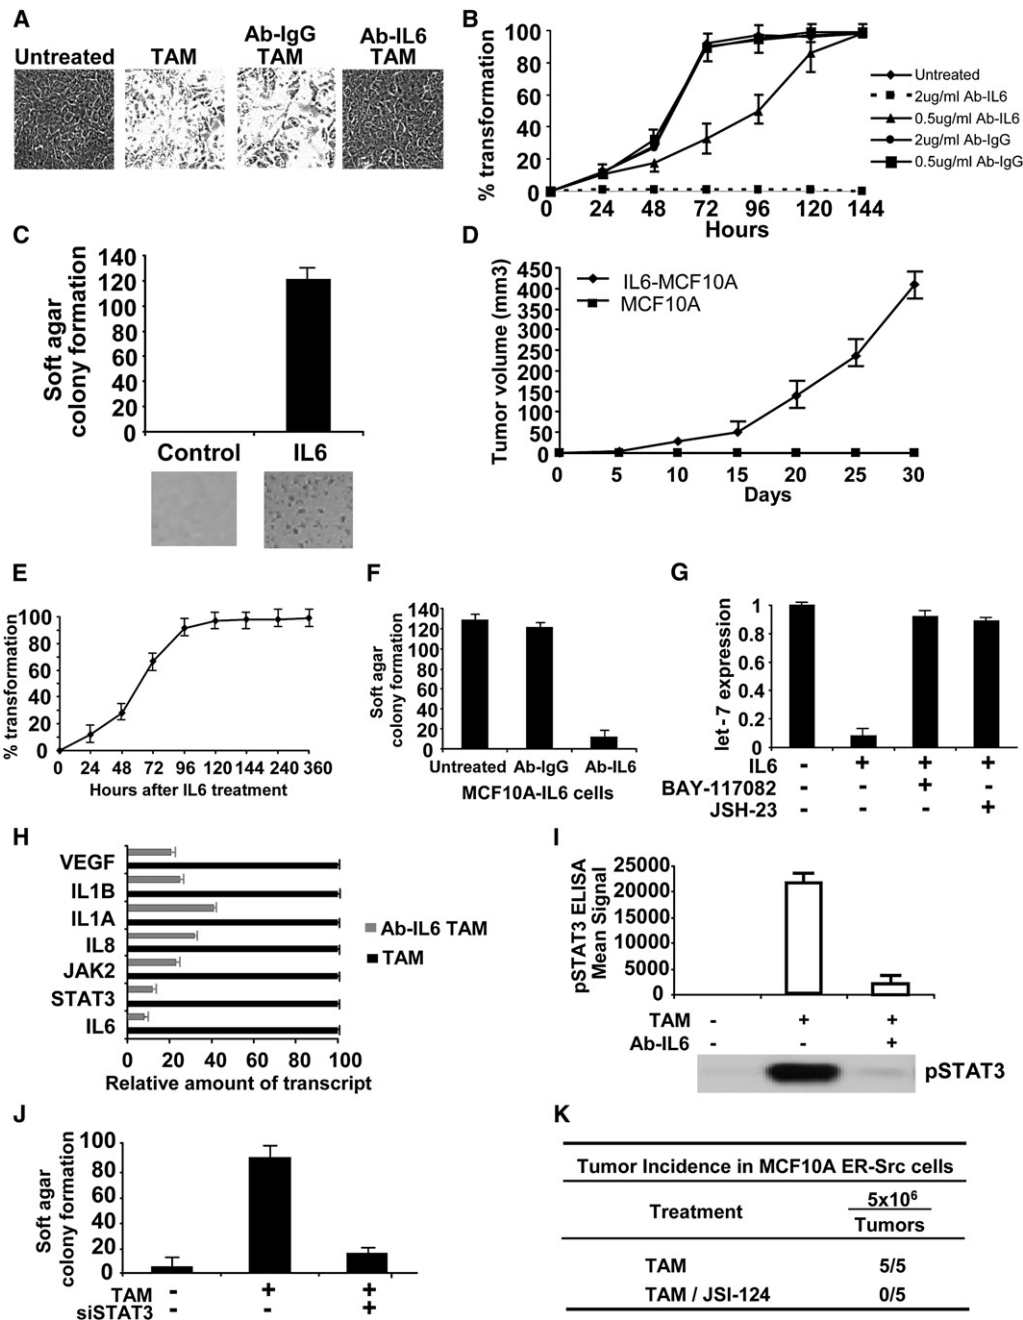 A
Untreated TAM Ab-IgG TAM Ab-IL6 TAM
B
% transformation
100
80
60
40
20
0
0 24 48 72 96 120 144
Hours
Untreated
2ug/ml Ab-IL6
0.5ug/ml Ab-IL6
2ug/ml Ab-IgG
0.5ug/ml Ab-IgG
C
Soft agar
colony formation
140
120
100
80
60
40
20
0
Control IL6
D
Tumor volume (mm3)
450
400
350
300
250
200
150
100
50
0
IL6-MCF10A
MCF10A
0 5 10 15 20 25 30
Days
E
% transformation
100
80
60
40
20
0
0 24 48 72 96 120 144 240 360
Hours after IL6 treatment
F
Soft agar
colony formation
140
120
100
80
60
40
20
0
Untreated Ab-IgG Ab-IL6
MCF10A-IL6 cells
G
let-7 expression
1
0.8
0.6
0.2
0
IL6 - + + +
BAY-117082 - - + -
JSH-23 - - - +
H
VEGF
IL1B
IL1A
IL8
JAK2
STAT3
IL6
0 20 40 60 80 100
Relative amount of transcript
Ab-IL6 TAM
TAM
I
pSTAT3 ELISA
Mean Signal
25000
20000
15000
10000
5000
0
TAM - + +
Ab-IL6 - - +
pSTAT3
J
Soft agar
colony formation
100
80
60
40
20
0
TAM - + +
siSTAT3 - - +
K
Tumor Incidence in MCF10A ER-Src cells
Treatment 5x10⁶
Tumors
TAM 5/5
TAM / JSI-124 0/5